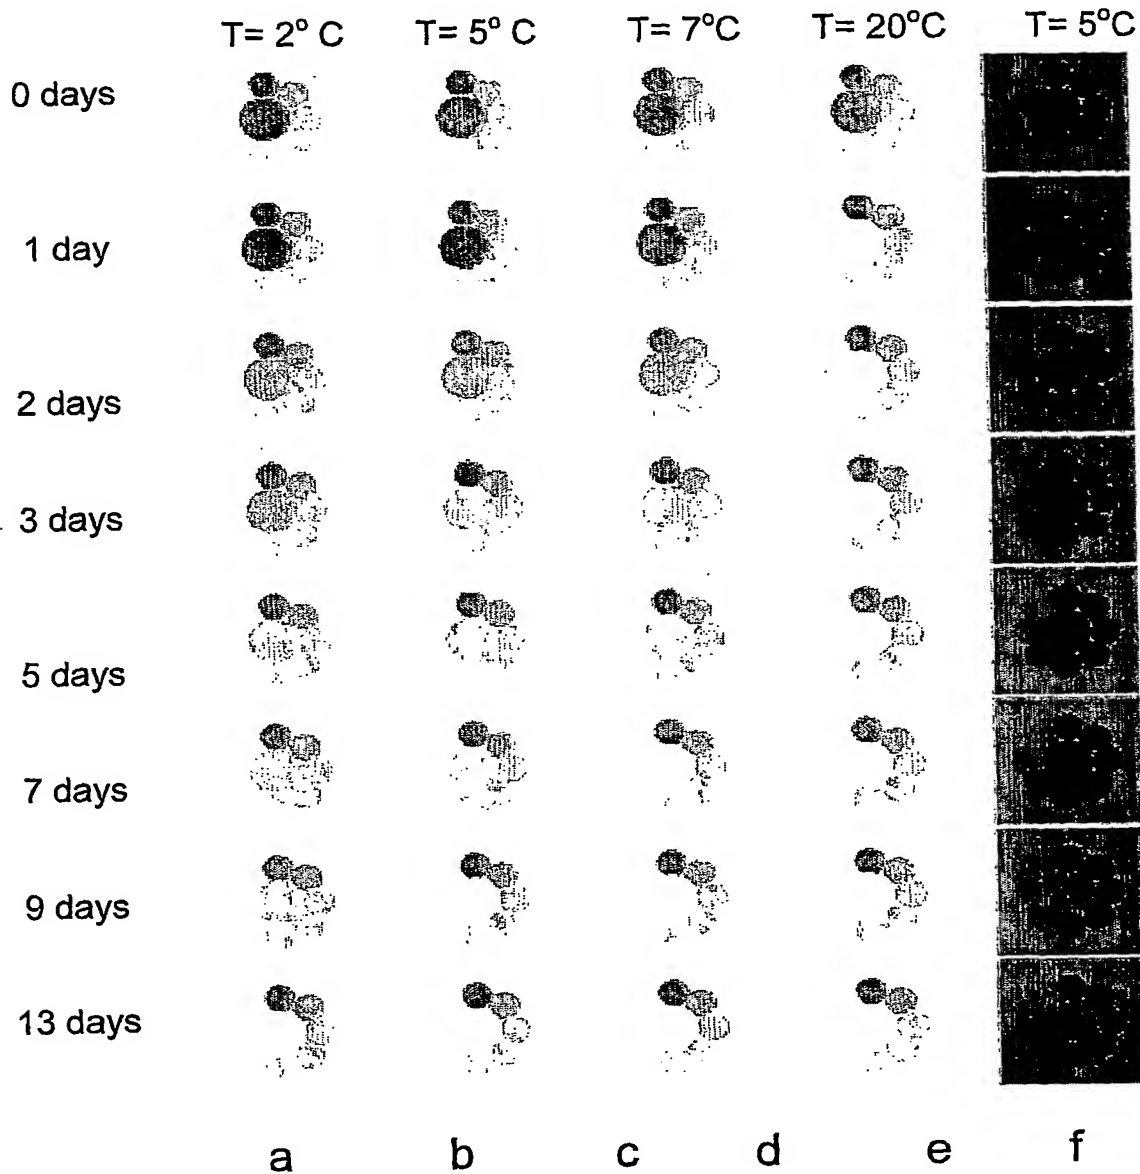 T= 2° C T= 5° C T= 7°C T= 20°C T= 5°C
0 days
1 day
2 days
3 days
5 days
7 days
9 days
13 days
a b c d e f